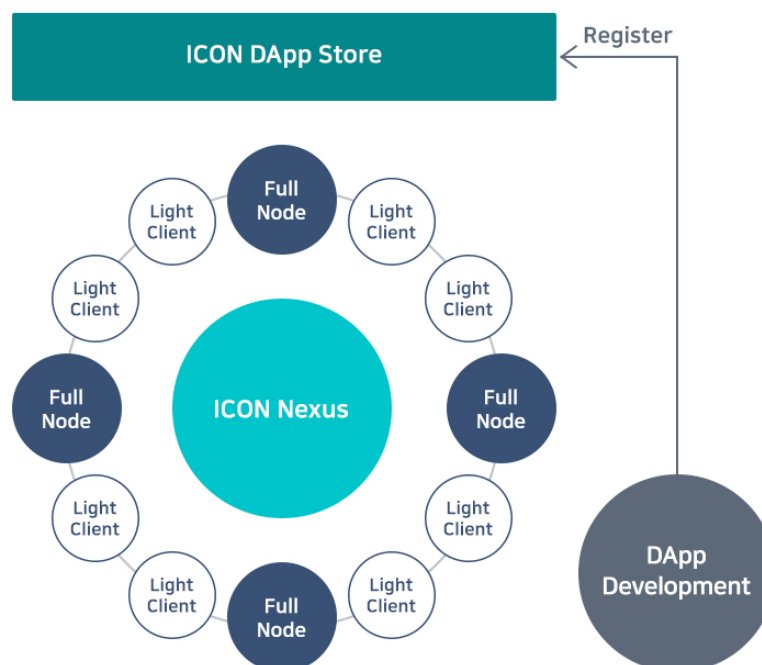 ICON DApp Store
Register
Full
Node
Light
Client
Light
Client
Light
Client
Light
Client
Full
Node
ICON Nexus
Full
Node
Light
Client
Light
Client
DApp
Development
Light
Client
Light
Client
Full
Node